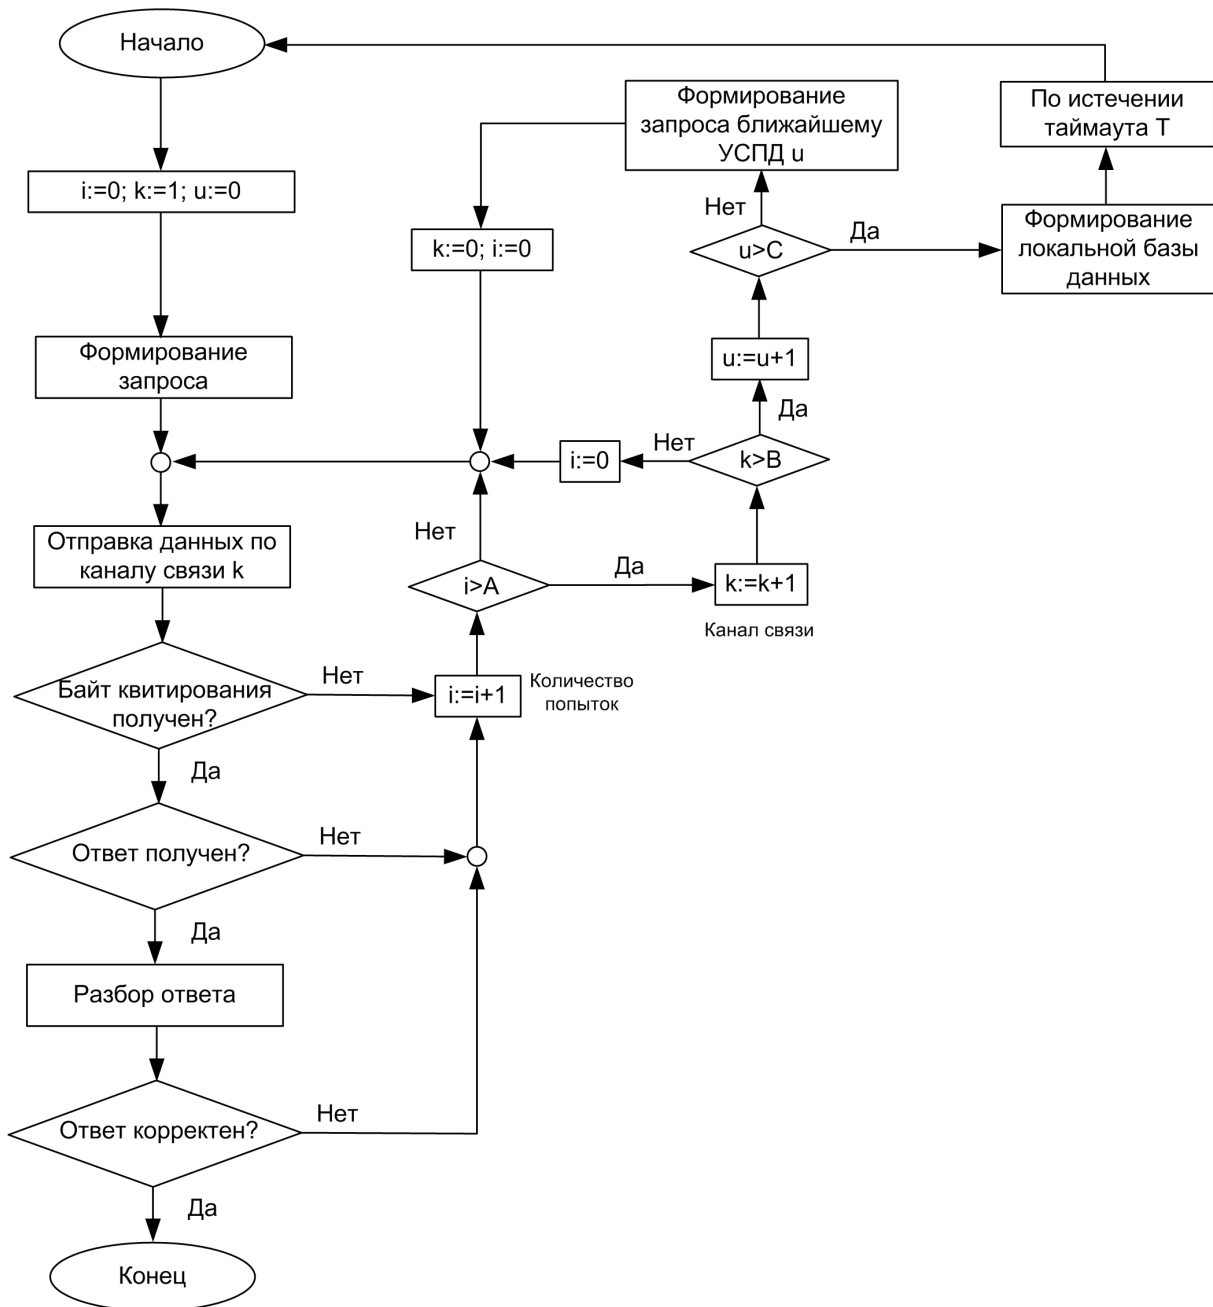 Начало
i:=0; k:=1; u:=0
Формирование
запроса
Отправка данных по
каналу связи k
Байт квитирования
получен?
Нет
Да
Ответ получен?
Нет
Да
Разбор ответа
Ответ корректен?
Нет
Да
Конец
i:=i+1
Количество
попыток
i>A
Нет
Да
k:=k+1
Канал связи
k>B
Нет
i:=0
Да
u:=u+1
u>C
Нет
Да
Формирование
запроса ближайшему
УСПД u
k:=0; i:=0
Формирование
локальной базы
данных
По истечении
таймаута T